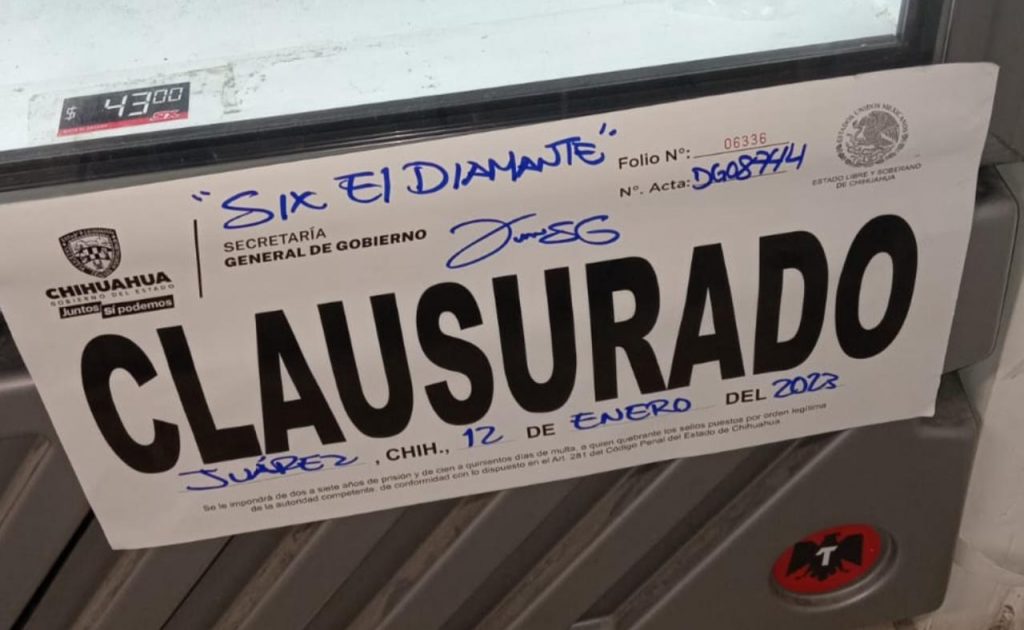 $ 43.00
"SIX El DIAMANTE"
Folio N°: 06336
N°. Acta: DG0874/4
ESTADOS UNIDOS MEXICANOS
ESTADO LIBRE Y SOBERANO
DE CHIHUAHUA
SECRETARÍA
GENERAL DE GOBIERNO
CHIHUAHUA
GOBIERNO DEL ESTADO
Juntos Sí podemos
CLAUSURADO
JUÁREZ, CHIH., 12 DE ENERO DEL 2023
Se le impondrá de dos a siete años de prisión y de cien a quinientos días de multa, a quien quebrante los sellos puestos por orden legítima
de la autoridad competente, de conformidad con lo dispuesto en el Art. 281 del Código Penal del Estado de Chihuahua
T